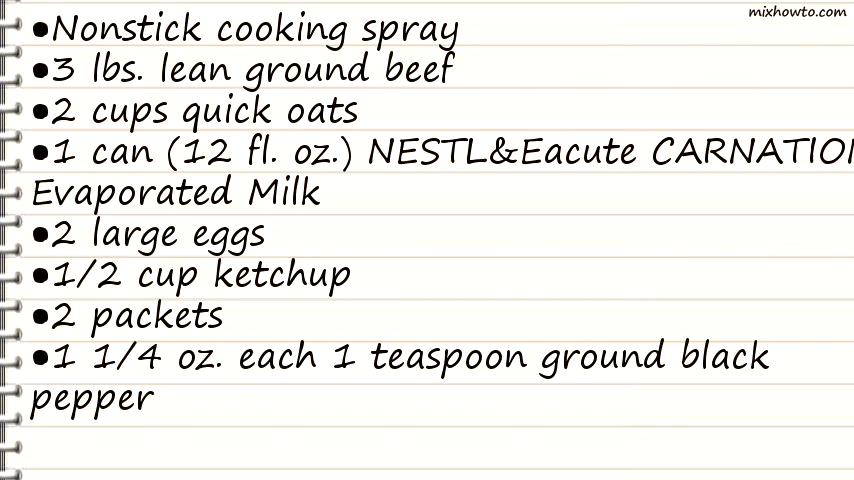 mixhowto.com
•Nonstick cooking spray
•3 lbs. lean ground beef
•2 cups quick oats
•1 can (12 fl. oz.) NESTL&Eacute CARNATION
Evaporated Milk
•2 large eggs
•1/2 cup ketchup
•2 packets
•1 1/4 oz. each 1 teaspoon ground black
pepper